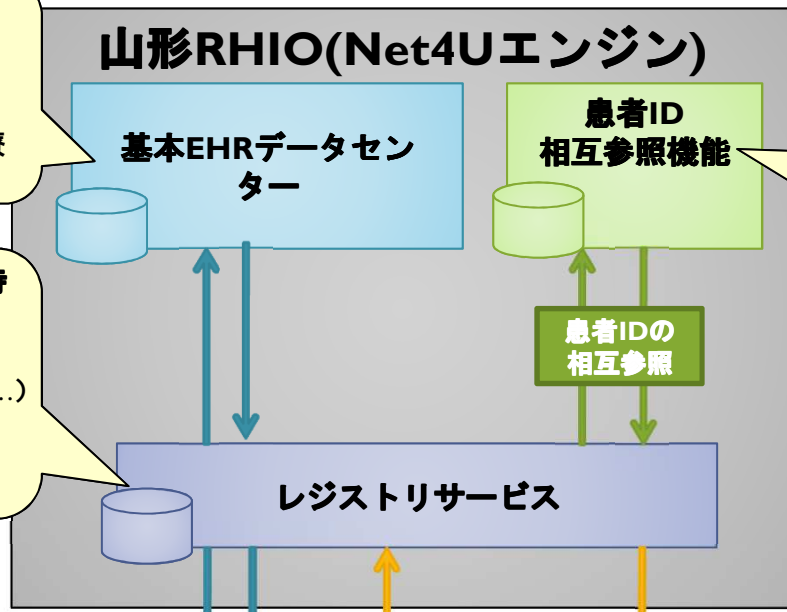 山形RHIO(Net4Uエンジン)
基本EHRデータセン
ター
患者ID
相互参照機能
患者IDの
相互参照
…)
レジストリサービス